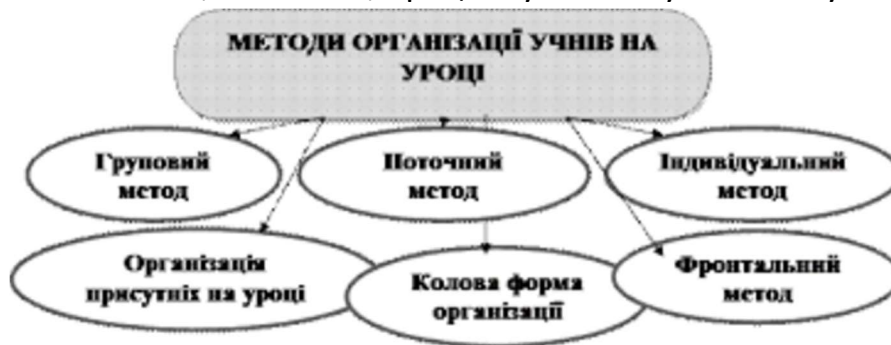 МЕТОДИ ОРГАНІЗАЦІЇ УЧНІВ НА
УРОЦІ
Груповий
метод
Поточний
метод
Індивідуальний
метод
Організація
присутніх на уроці
Колова форма
організації
Фронтальний
метод